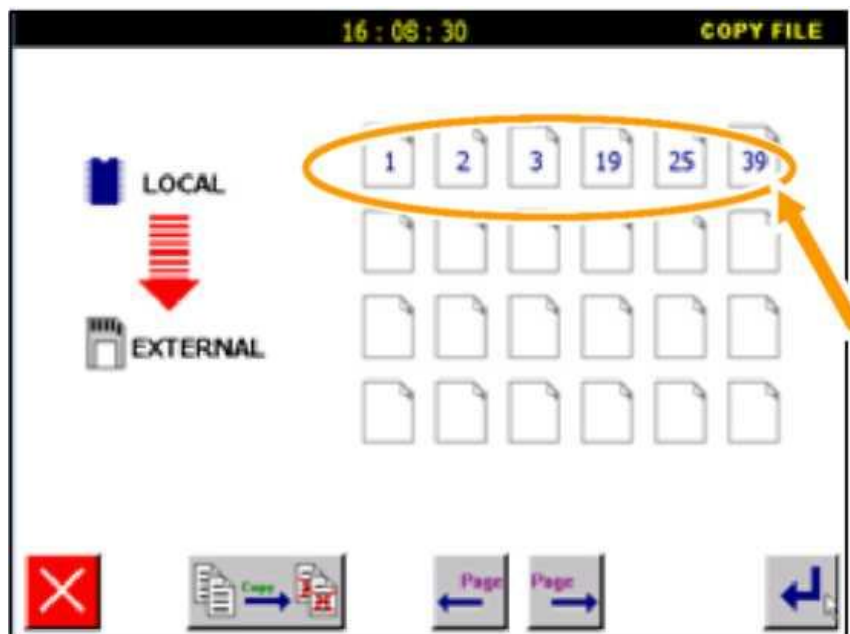 16 : 08 : 30 COPY FILE
1 2 3 19 25 39
LOCAL
EXTERNAL
Copy Page Page